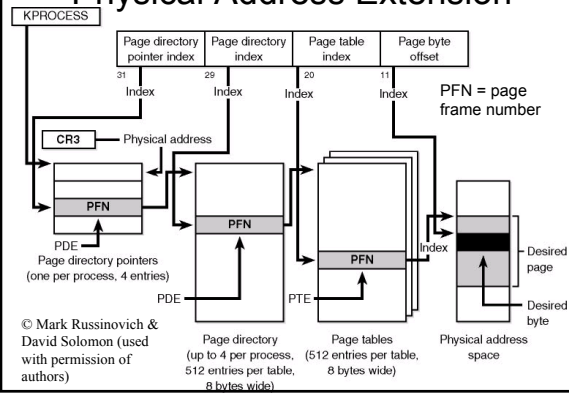 Physical Address Extension
KPROCESS
Page directory
pointer index
Page directory
index
Page table
index
Page byte
offset
31
29
20
11
Index
Index
Index
Index
PFN = page
frame number
CR3
Physical address
PFN
PFN
PFN
Index
PDE
Page directory pointers
(one per process, 4 entries)
PDE
PTE
Desired
page
Desired
byte
© Mark Russinovich &
David Solomon (used
with permission of
authors)
Page directory
(up to 4 per process,
512 entries per table,
8 bytes wide)
Page tables
(512 entries per table,
8 bytes wide)
Physical address
space